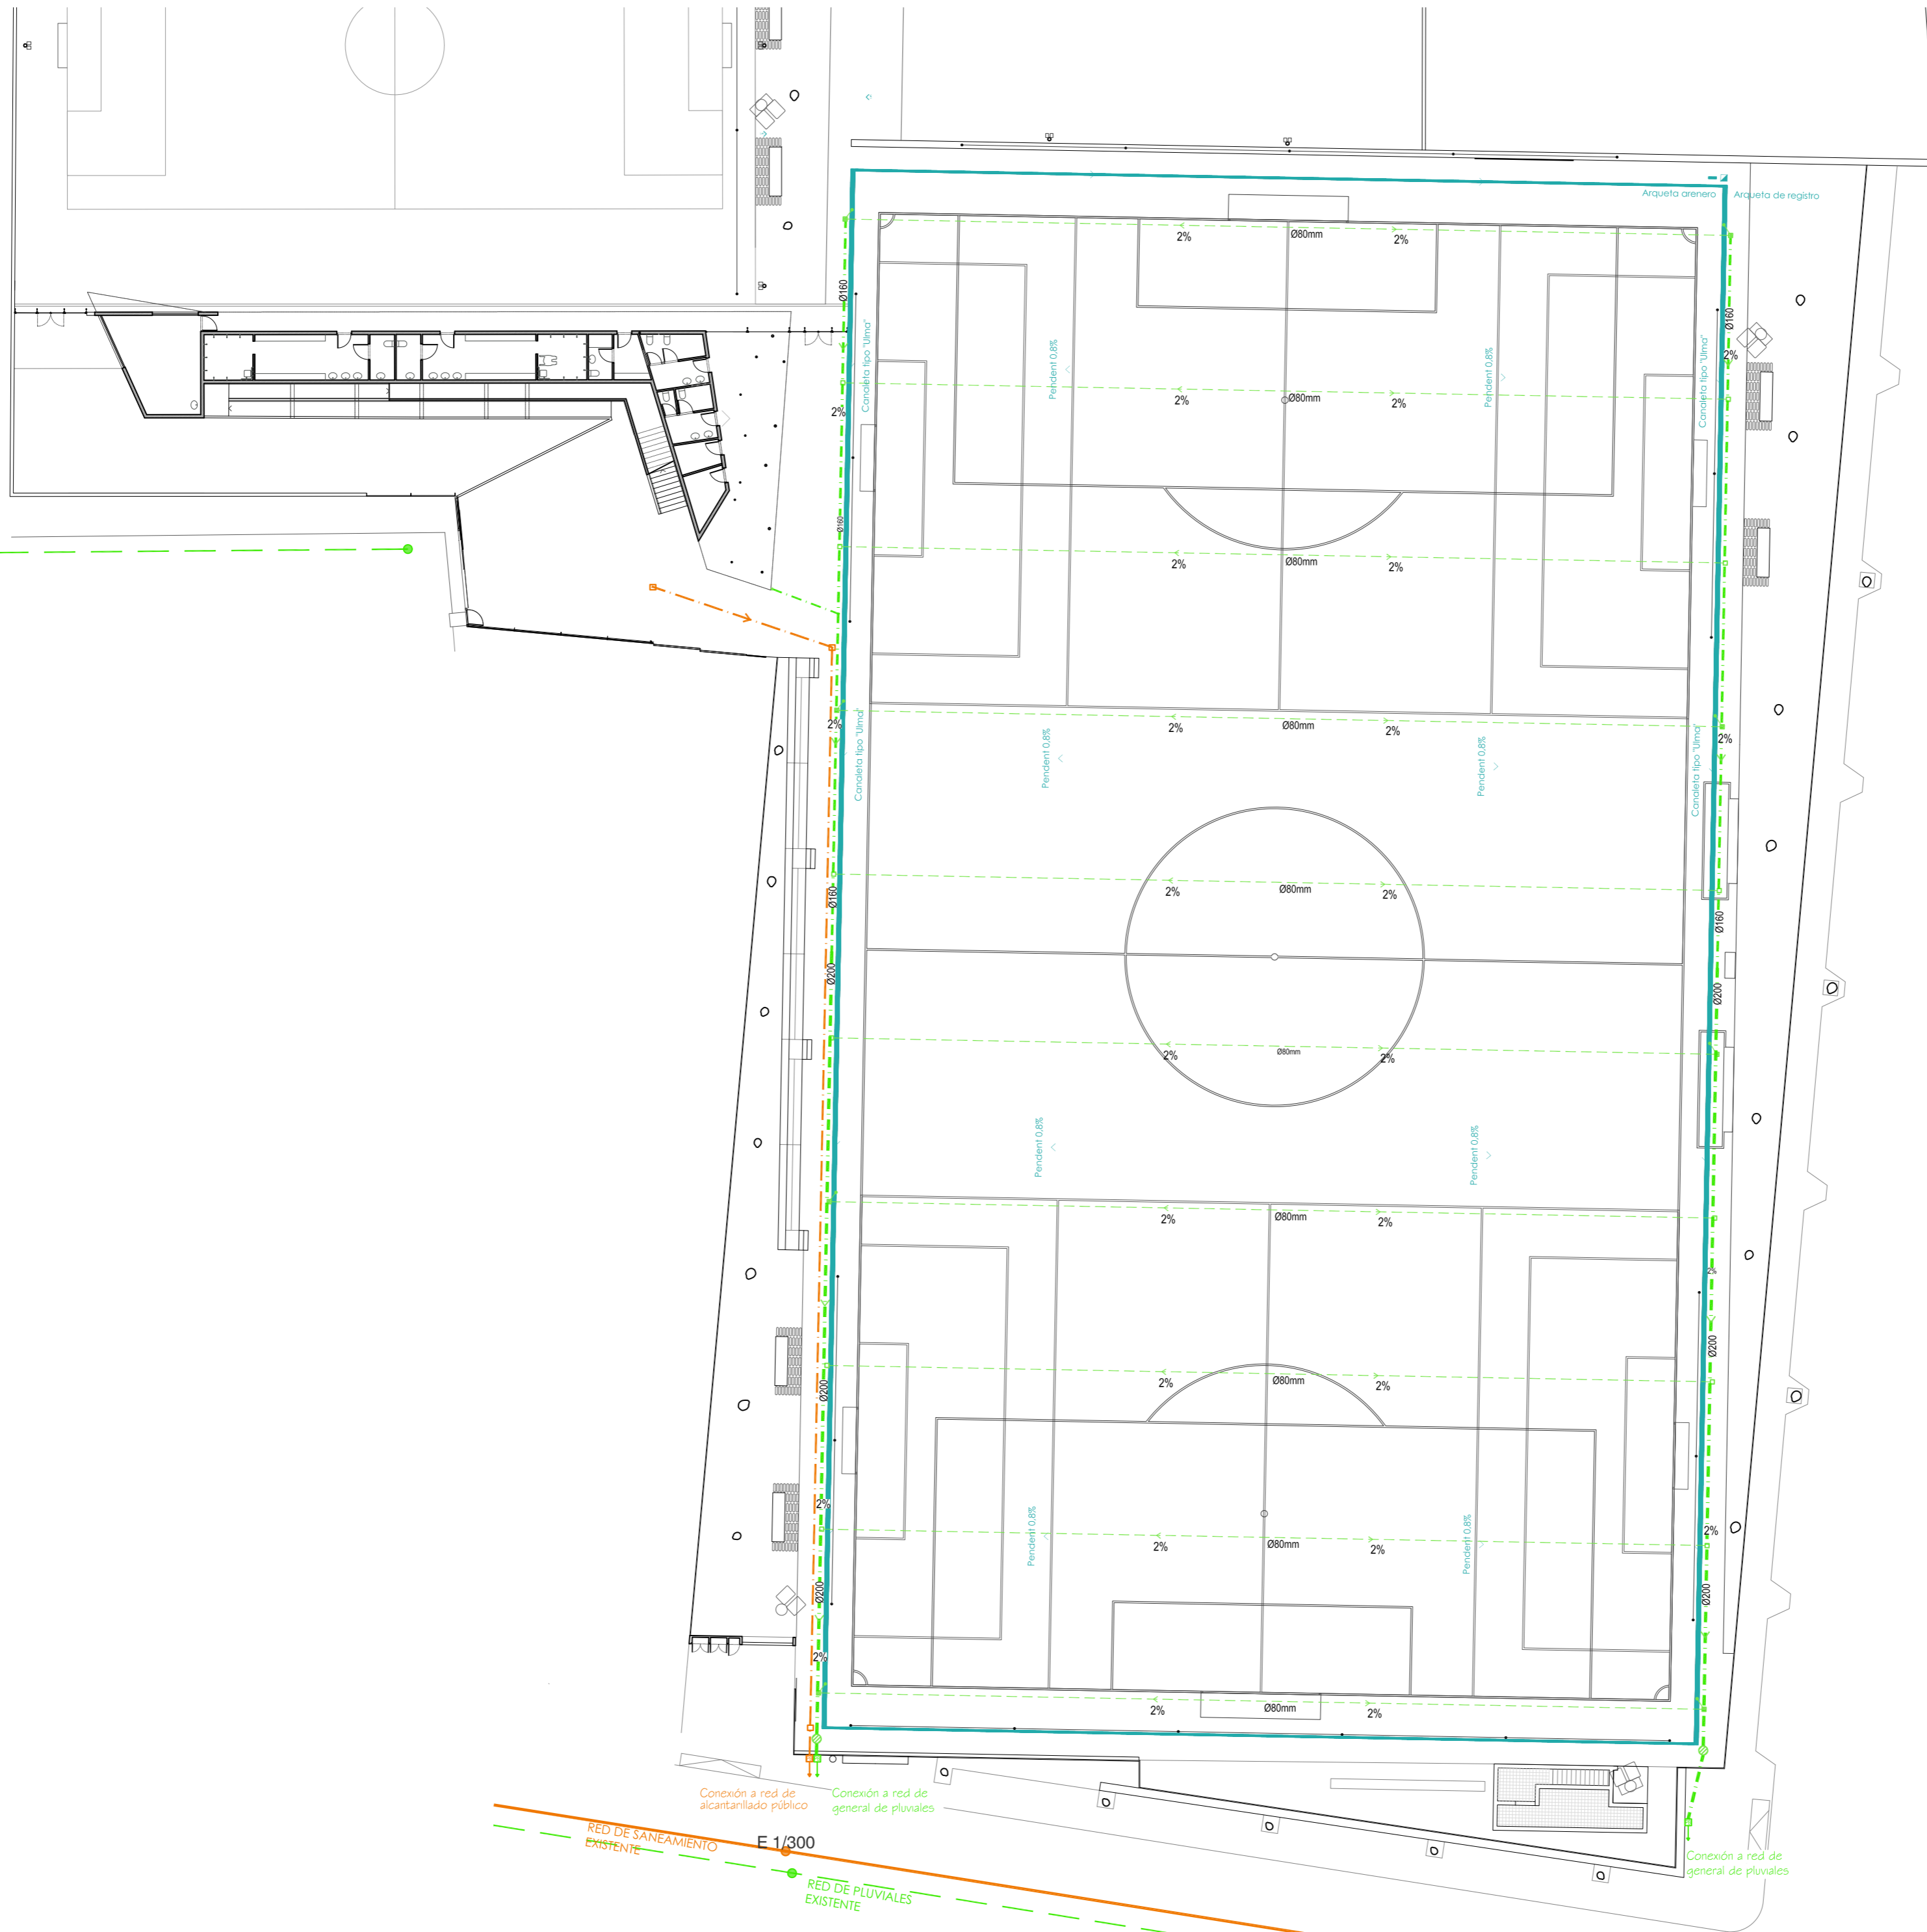 Arqueta arenero
Arqueta de registro
2%
Ø80mm
2%
Ø160
Ø160
Canaleta tipo "Ulma"
Pendent 0,8%
Pendent 0,8%
Canaleta tipo "Ulma"
2%
2%
2%
Ø80mm
2%
Ø160
2%
Ø80mm
2%
2%
Canaleta tipo "Ulma"
2%
Ø80mm
2%
Canaleta tipo "Ulma"
2%
Pendent 0,8%
Pendent 0,8%
Ø160
2%
Ø80mm
2%
Ø160
Ø200
Ø200
2%
Ø80mm
2%
Pendent 0,8%
Pendent 0,8%
2%
Ø80mm
2%
2%
Ø200
Ø200
2%
Ø80mm
2%
2%
Pendent 0,8%
Pendent 0,8%
2%
2%
Ø80mm
2%
Ø200
Ø200
2%
2%
Ø80mm
2%
Conexión a red de
alcantarillado público
Conexión a red de
general de pluviales
RED DE SANEAMIENTO
EXISTENTE
E 1/300
RED DE PLUVIALES
EXISTENTE
Conexión a red de
general de pluviales